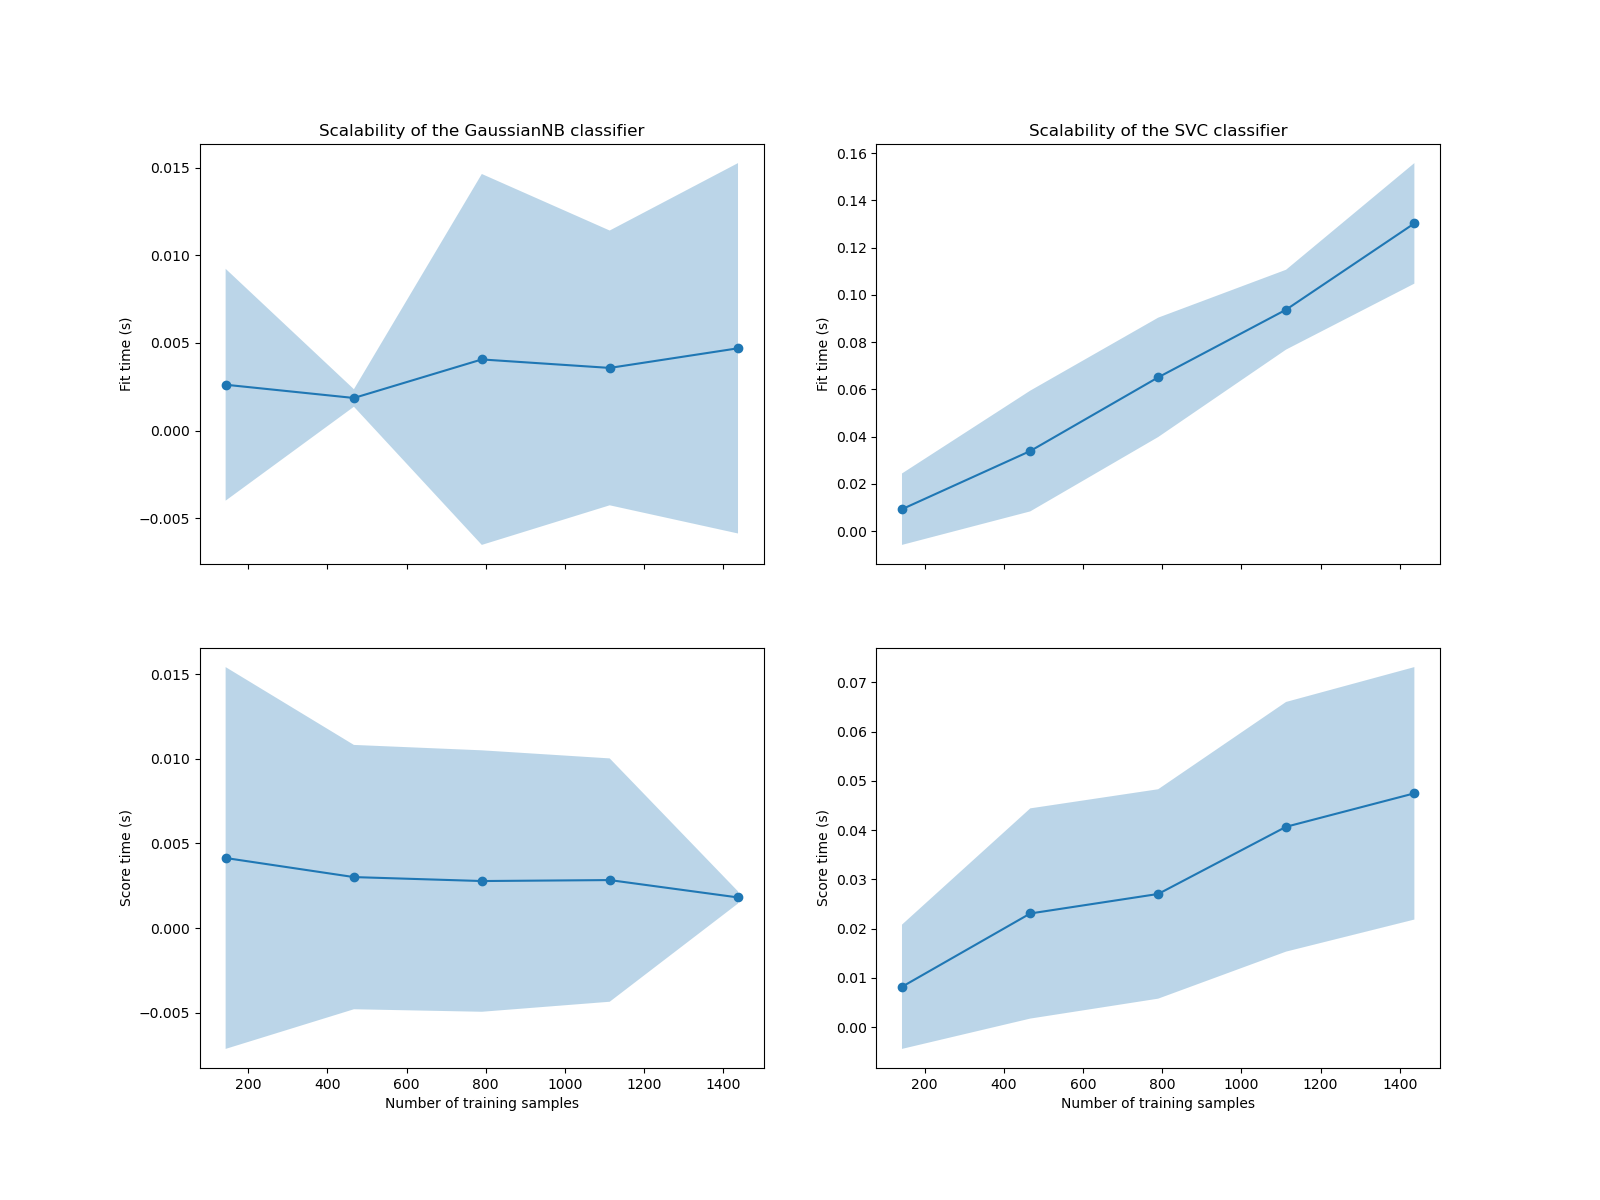 Scalability of the GaussianNB classifier
0.015
0.010
0.005
0.000
−0.005
Fit time (s)
Scalability of the SVC classifier
0.16
0.14
0.12
0.10
0.08
0.06
0.04
0.02
0.00
Fit time (s)
0.015
0.010
0.005
0.000
−0.005
Score time (s)
200 400 600 800 1000 1200 1400
Number of training samples
0.07
0.06
0.05
0.04
0.03
0.02
0.01
0.00
Score time (s)
200 400 600 800 1000 1200 1400
Number of training samples